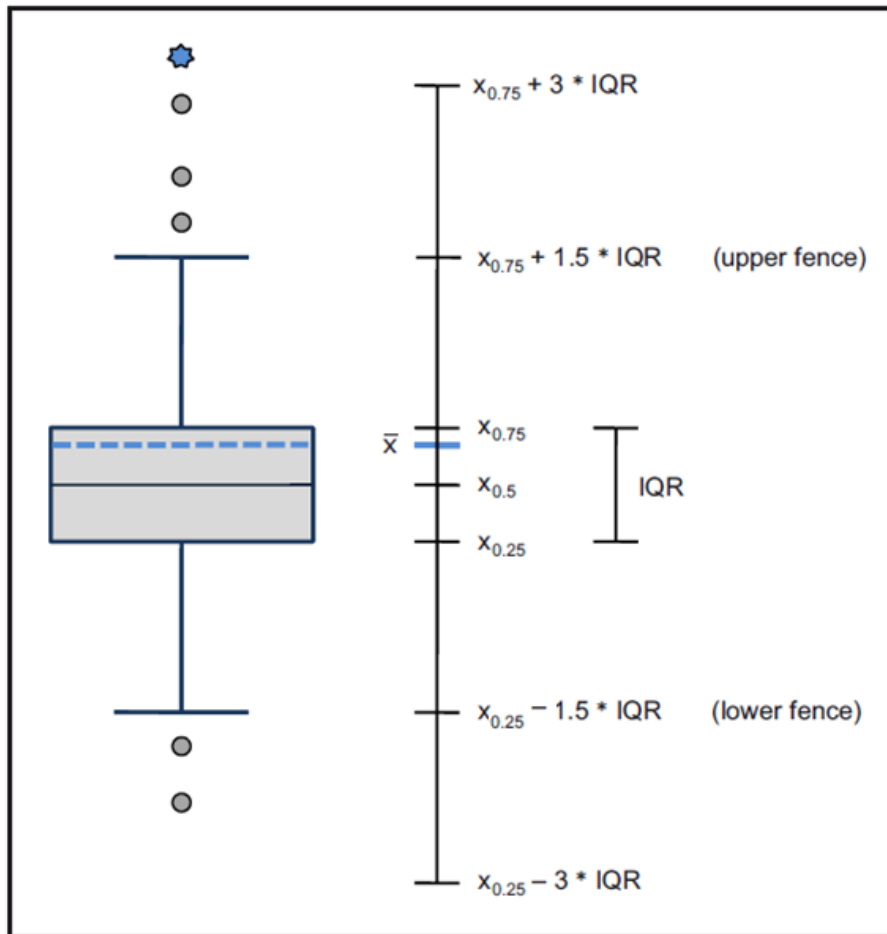 x0.75 + 3 * IQR
x0.75 + 1.5 * IQR (upper fence)
x0.75
x̄
x0.5
IQR
x0.25
x0.25 – 1.5 * IQR (lower fence)
x0.25 – 3 * IQR